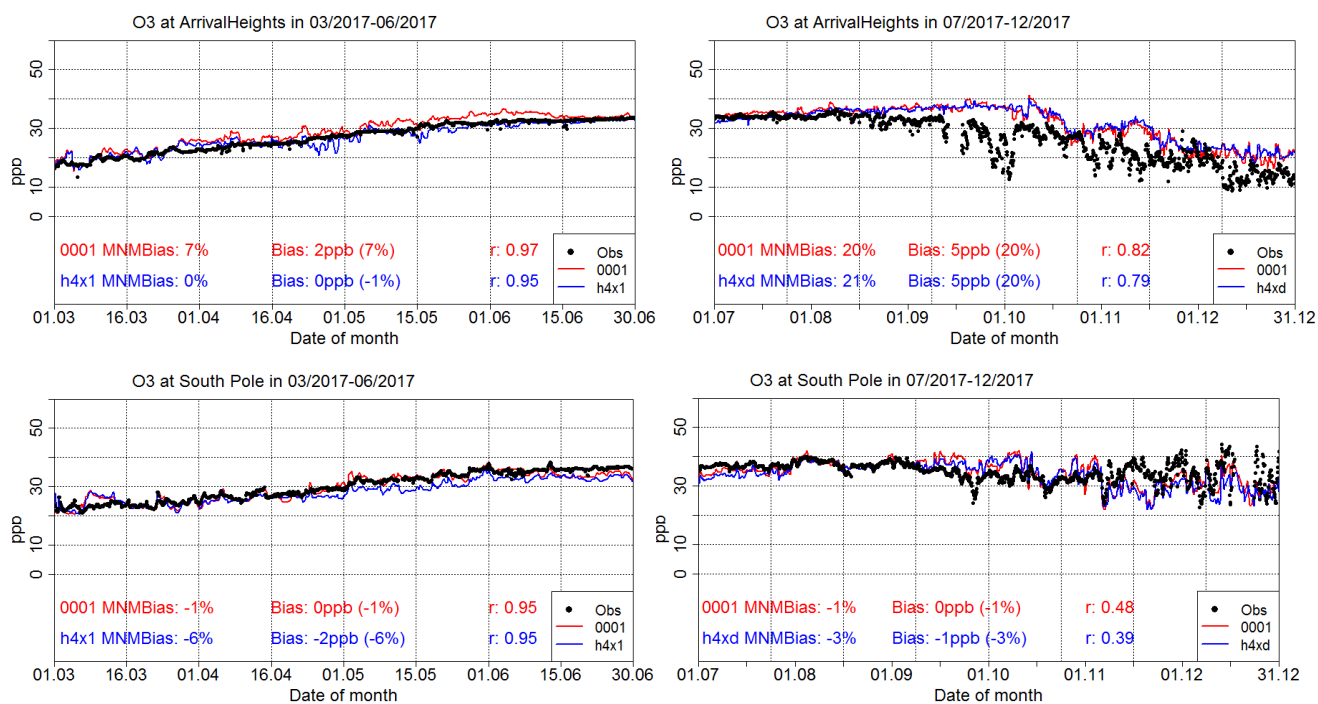 O3 at ArrivalHeights in 03/2017-06/2017
ppb
50
30
10
0
0001 MNMBias: 7% Bias: 2ppb (7%) r: 0.97
h4x1 MNMBias: 0% Bias: 0ppb (-1%) r: 0.95
Obs
0001
h4x1
01.03 16.03 01.04 16.04 01.05 15.05 01.06 15.06 30.06
Date of month
O3 at ArrivalHeights in 07/2017-12/2017
ppb
50
30
10
0
0001 MNMBias: 20% Bias: 5ppb (20%) r: 0.82
h4xd MNMBias: 21% Bias: 5ppb (20%) r: 0.79
Obs
0001
h4xd
01.07 01.08 01.09 01.10 01.11 01.12 31.12
Date of month
O3 at South Pole in 03/2017-06/2017
ppb
50
30
10
0
0001 MNMBias: -1% Bias: 0ppb (-1%) r: 0.95
h4x1 MNMBias: -6% Bias: -2ppb (-6%) r: 0.95
Obs
0001
h4x1
01.03 16.03 01.04 16.04 01.05 15.05 01.06 15.06 30.06
Date of month
O3 at South Pole in 07/2017-12/2017
ppb
50
30
10
0
0001 MNMBias: -1% Bias: 0ppb (-1%) r: 0.48
h4xd MNMBias: -3% Bias: -1ppb (-3%) r: 0.39
Obs
0001
h4xd
01.07 01.08 01.09 01.10 01.11 01.12 31.12
Date of month